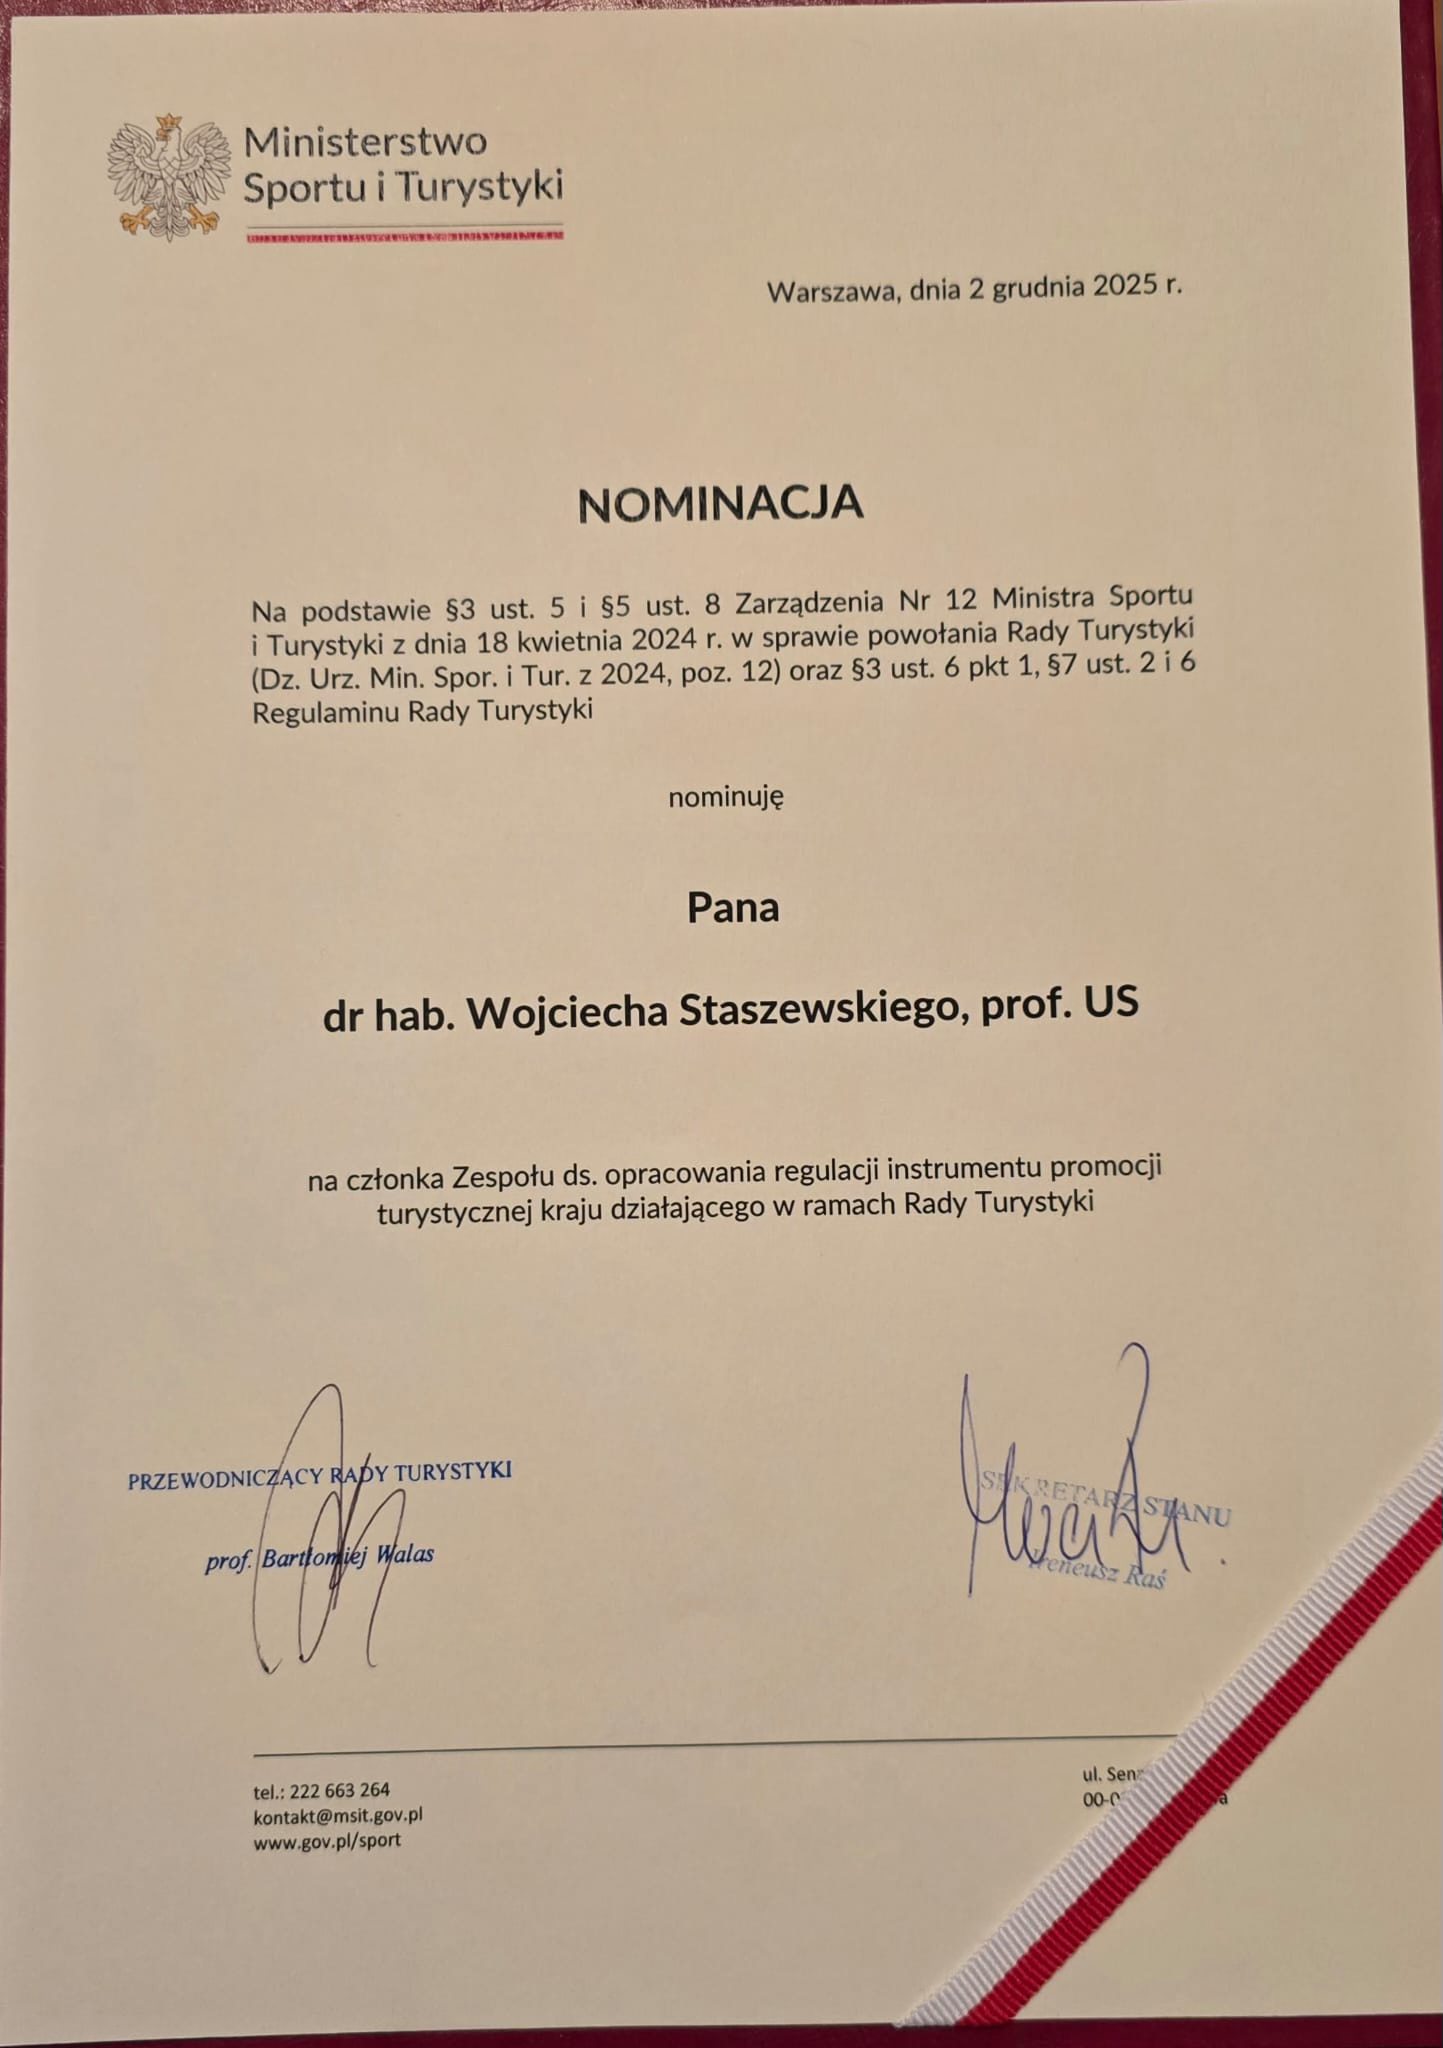 Ministerstwo
Sportu i Turystyki
Warszawa, dnia 2 grudnia 2025 r.
NOMINACJA
Na podstawie §3 ust. 5 i §5 ust. 8 Zarządzenia Nr 12 Ministra Sportu
i Turystyki z dnia 18 kwietnia 2024 r. w sprawie powołania Rady Turystyki
(Dz. Urz. Min. Spor. i Tur. z 2024, poz. 12) oraz §3 ust. 6 pkt 1, §7 ust. 2 i 6
Regulaminu Rady Turystyki
nominuję
Pana
dr hab. Wojciecha Staszewskiego, prof. US
na członka Zespołu ds. opracowania regulacji instrumentu promocji
turystycznej kraju działającego w ramach Rady Turystyki
PRZEWODNICZĄCY RADY TURYSTYKI
prof. Bartłomiej Walas
SEKRETARZ STANU
Ireneusz Raś
tel.: 222 663 264
kontakt@msit.gov.pl
www.gov.pl/sport
ul.